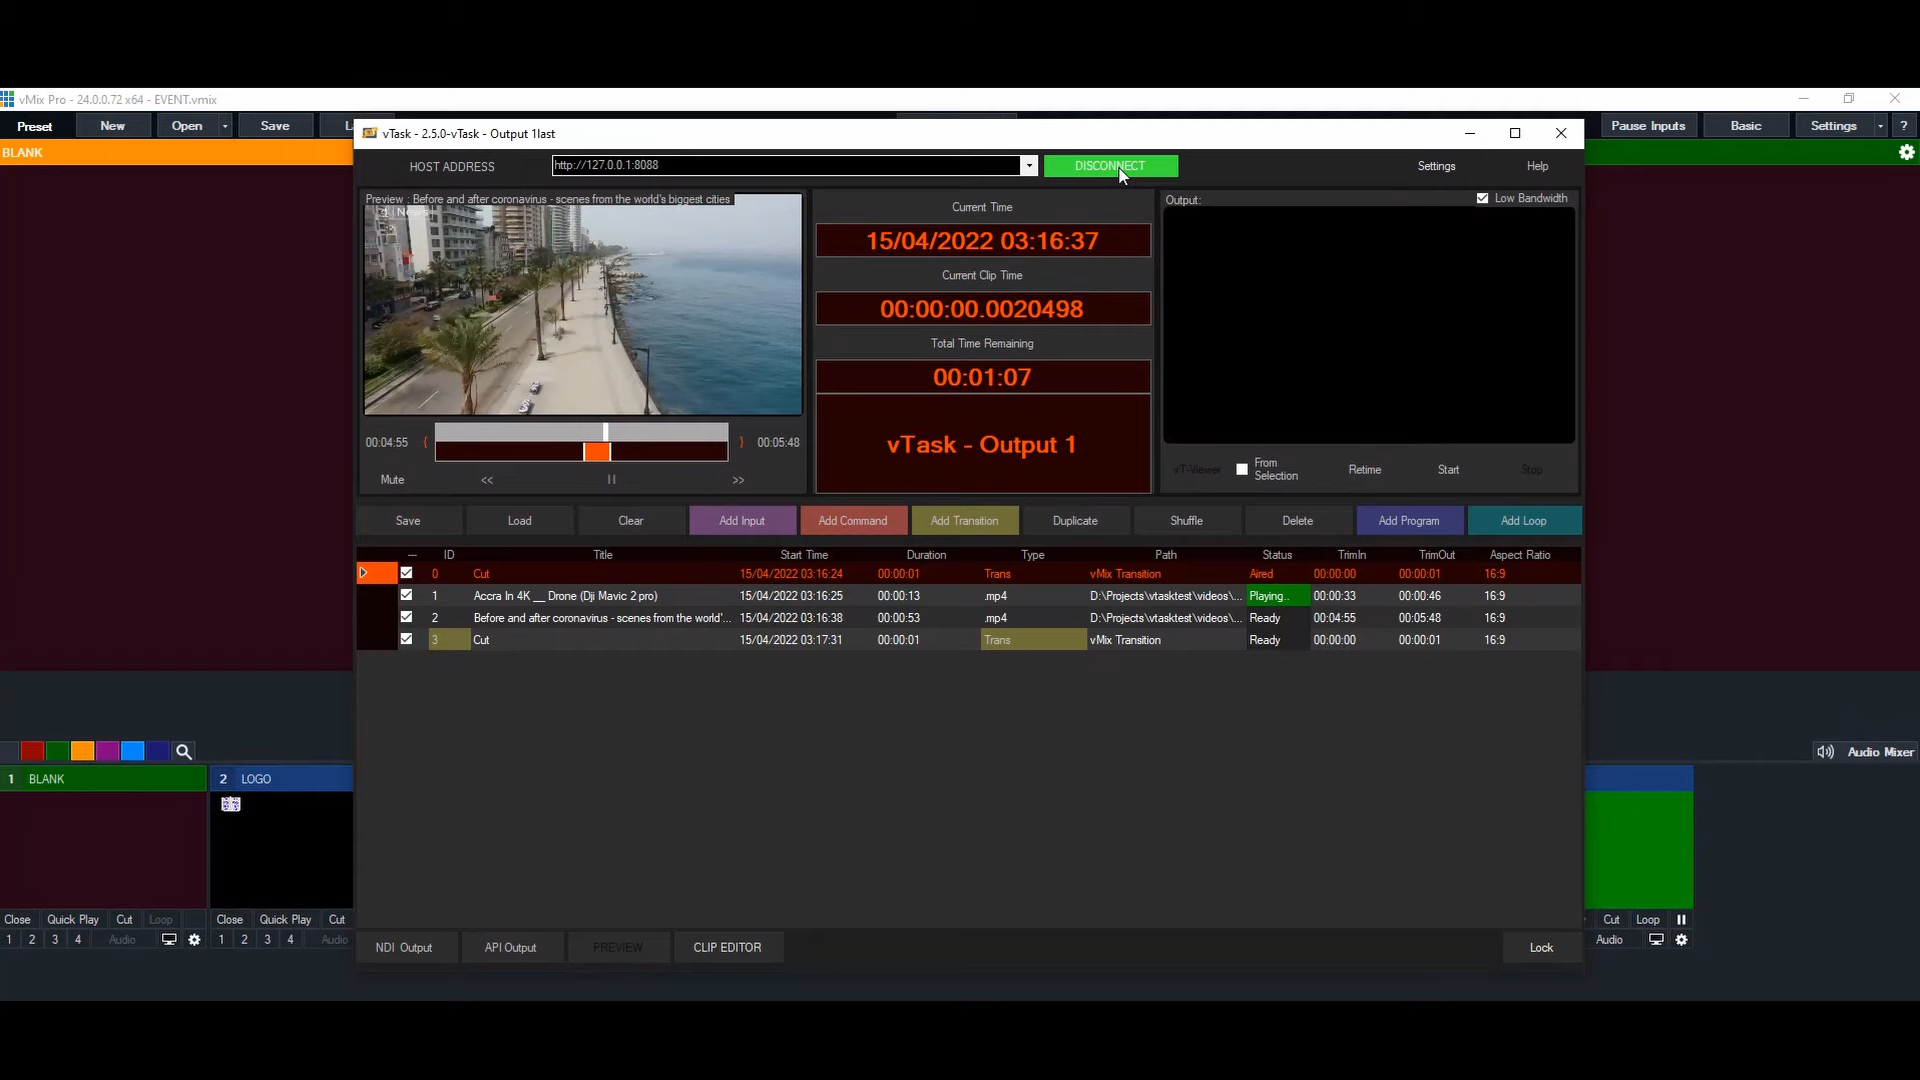 vMix Pro - 24.0.0.72 x64 - EVENT.vmix
Preset New Open Save
Pause Inputs Basic Settings ?
BLANK
vTask - 2.5.0-vTask - Output 1last
HOST ADDRESS http://127.0.0.1:8088 DISCONNECT Settings Help
Preview : Before and after coronavirus - scenes from the world's biggest cities
4 News
Current Time
15/04/2022 03:16:37
Current Clip Time
00:00:00.0020498
Total Time Remaining
00:01:07
vTask - Output 1
Output: Low Bandwidth
00:04:55 { } 00:05:48
Mute << || >>
vT-Viewer From Selection Retime Start Stop
Save Load Clear Add Input Add Command Add Transition Duplicate Shuffle Delete Add Program Add Loop
--- ID Title Start Time Duration Type Path Status TrimIn TrimOut Aspect Ratio
0 Cut 15/04/2022 03:16:24 00:00:01 Trans vMix Transition Aired 00:00:00 00:00:01 16:9
1 Accra In 4K __ Drone (Dji Mavic 2 pro) 15/04/2022 03:16:25 00:00:13 .mp4 D:\Projects\vtasktest\videos\... Playing.. 00:00:33 00:00:46 16:9
2 Before and after coronavirus - scenes from the world'... 15/04/2022 03:16:38 00:00:53 .mp4 D:\Projects\vtasktest\videos\... Ready 00:04:55 00:05:48 16:9
3 Cut 15/04/2022 03:17:31 00:00:01 Trans vMix Transition Ready 00:00:00 00:00:01 16:9
Audio Mixer
1 BLANK 2 LOGO
Close Quick Play Cut Loop Close Quick Play Cut
Cut Loop
1 2 3 4 Audio 1 2 3 4 Audio
Audio
NDI Output API Output PREVIEW CLIP EDITOR Lock